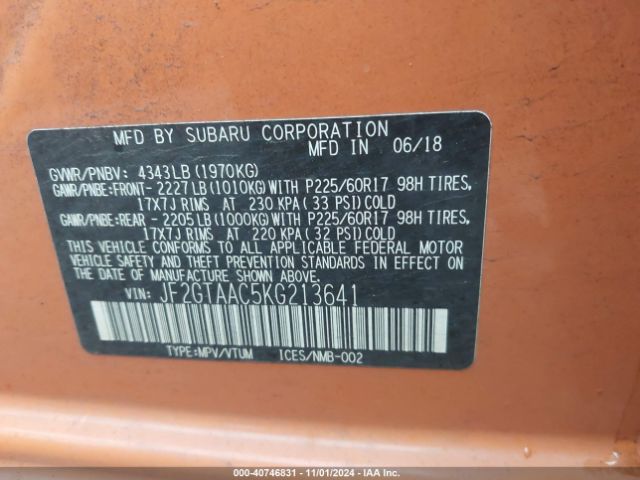 MFD BY SUBARU CORPORATION
MFD IN 06/18
GVWR/PNBV: 4343LB (1970KG)
GAWR/PNBE:FRONT- 2227LB (1010KG) WITH P225/60R17 98H TIRES,
17X7J RIMS AT 230 KPA( 33 PSI) COLD
GAWR/PNBE:REAR - 2205LB (1000KG) WITH P225/60R17 98H TIRES,
17X7J RIMS AT 220 KPA( 32 PSI) COLD
THIS VEHICLE CONFORMS TO ALL APPLICABLE FEDERAL MOTOR
VEHICLE SAFETY AND THEFT PREVENTION STANDARDS IN EFFECT
ON THE DATE OF MANUFACTURE SHOWN ABOVE.
VIN: JF2GTAAC5KG213641
TYPE:MPV/VTUM ICES/NMB-002
000-40746831 - 11/01/2024 - IAA Inc.